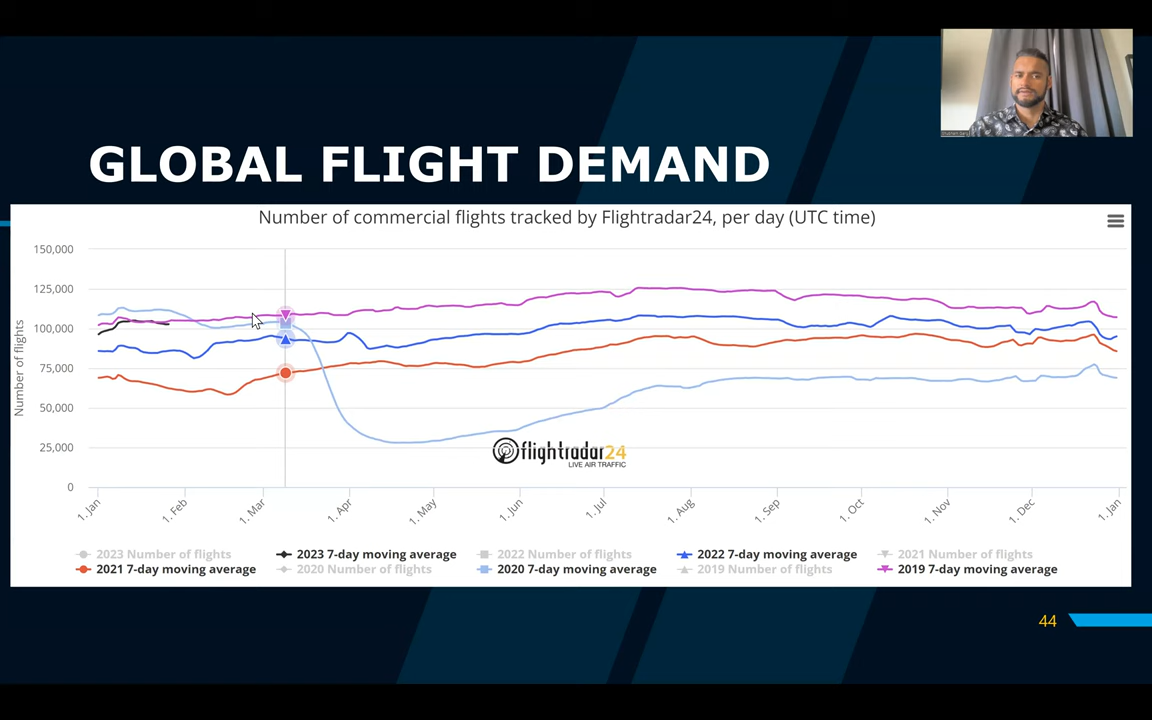 GLOBAL FLIGHT DEMAND
Number of commercial flights tracked by Flightradar24, per day (UTC time)
Number of flights
150,000
125,000
100,000
75,000
50,000
25,000
0
flightradar24
LIVE AIR TRAFFIC
1. Jan
1. Feb
1. Mar
1. Apr
1. May
1. Jun
1. Jul
1. Aug
1. Sep
1. Oct
1. Nov
1. Dec
1. Jan
2023 Number of flights 2023 7-day moving average 2022 Number of flights 2022 7-day moving average 2021 Number of flights
2021 7-day moving average 2020 Number of flights 2020 7-day moving average 2019 Number of flights 2019 7-day moving average
44